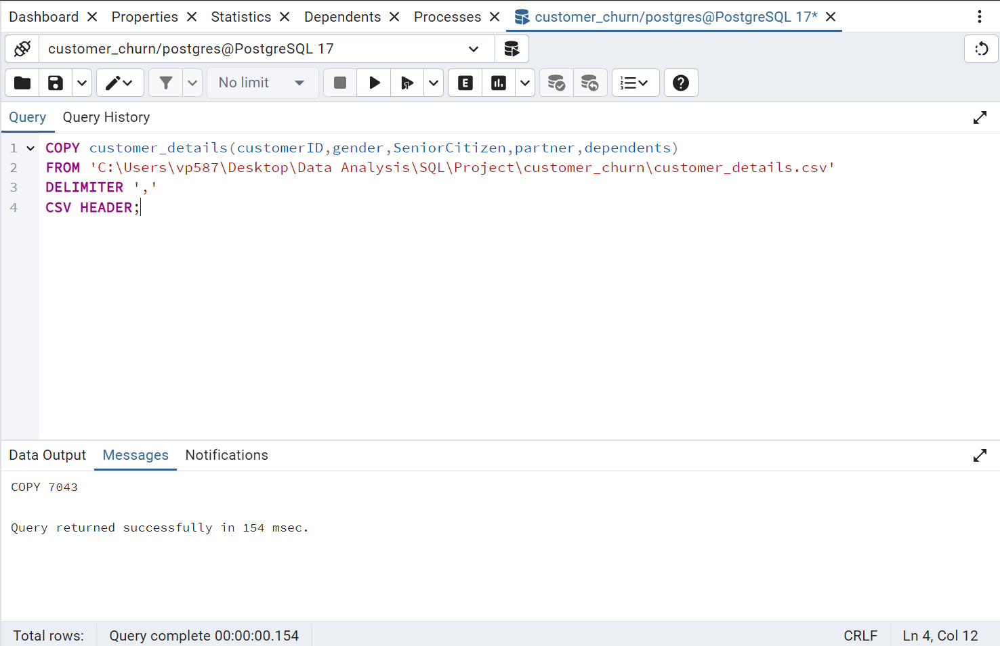 Dashboard Properties Statistics Dependents Processes customer_churn/postgres@PostgreSQL 17*
customer_churn/postgres@PostgreSQL 17
No limit E
Query Query History
1 COPY customer_details(customerID,gender,SeniorCitizen,partner,dependents)
2 FROM 'C:\Users\vp587\Desktop\Data Analysis\SQL\Project\customer_churn\customer_details.csv'
3 DELIMITER ','
4 CSV HEADER;
Data Output Messages Notifications
COPY 7043
Query returned successfully in 154 msec.
Total rows: Query complete 00:00:00.154 CRLF Ln 4, Col 12